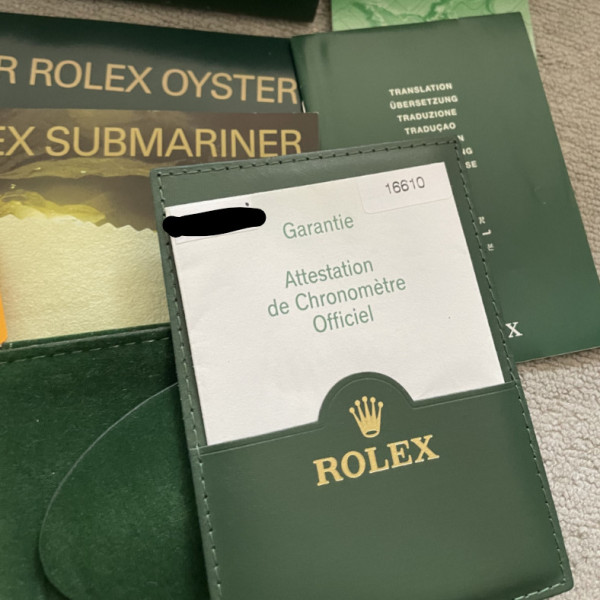 R ROLEX OYSTER
EX SUBMARINER
TRANSLATION
ÜBERSETZUNG
TRADUZIONE
TRADUÇAO
16610
Garantie
Attestation
de Chronomètre
Officiel
ROLEX
X